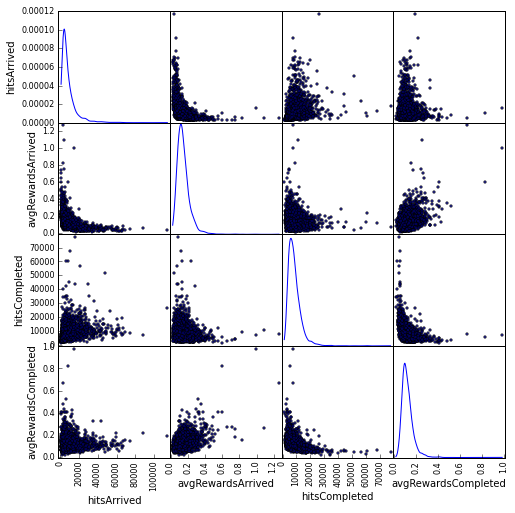 hitsArrived
0.00012
0.00010
0.00008
0.00006
0.00004
0.00002
0.00000
avgRewardsArrived
1.2
1.0
0.8
0.6
0.4
0.2
0.0
hitsCompleted
70000
60000
50000
40000
30000
20000
10000
0
avgRewardsCompleted
1.0
0.8
0.6
0.4
0.2
0.0
0 20000 40000 60000 80000 100000
0.0 0.2 0.4 0.6 0.8 1.0 1.2
0 10000 20000 30000 40000 50000 60000 70000
0.0 0.2 0.4 0.6 0.8 1.0
hitsArrived
avgRewardsArrived
hitsCompleted
avgRewardsCompleted